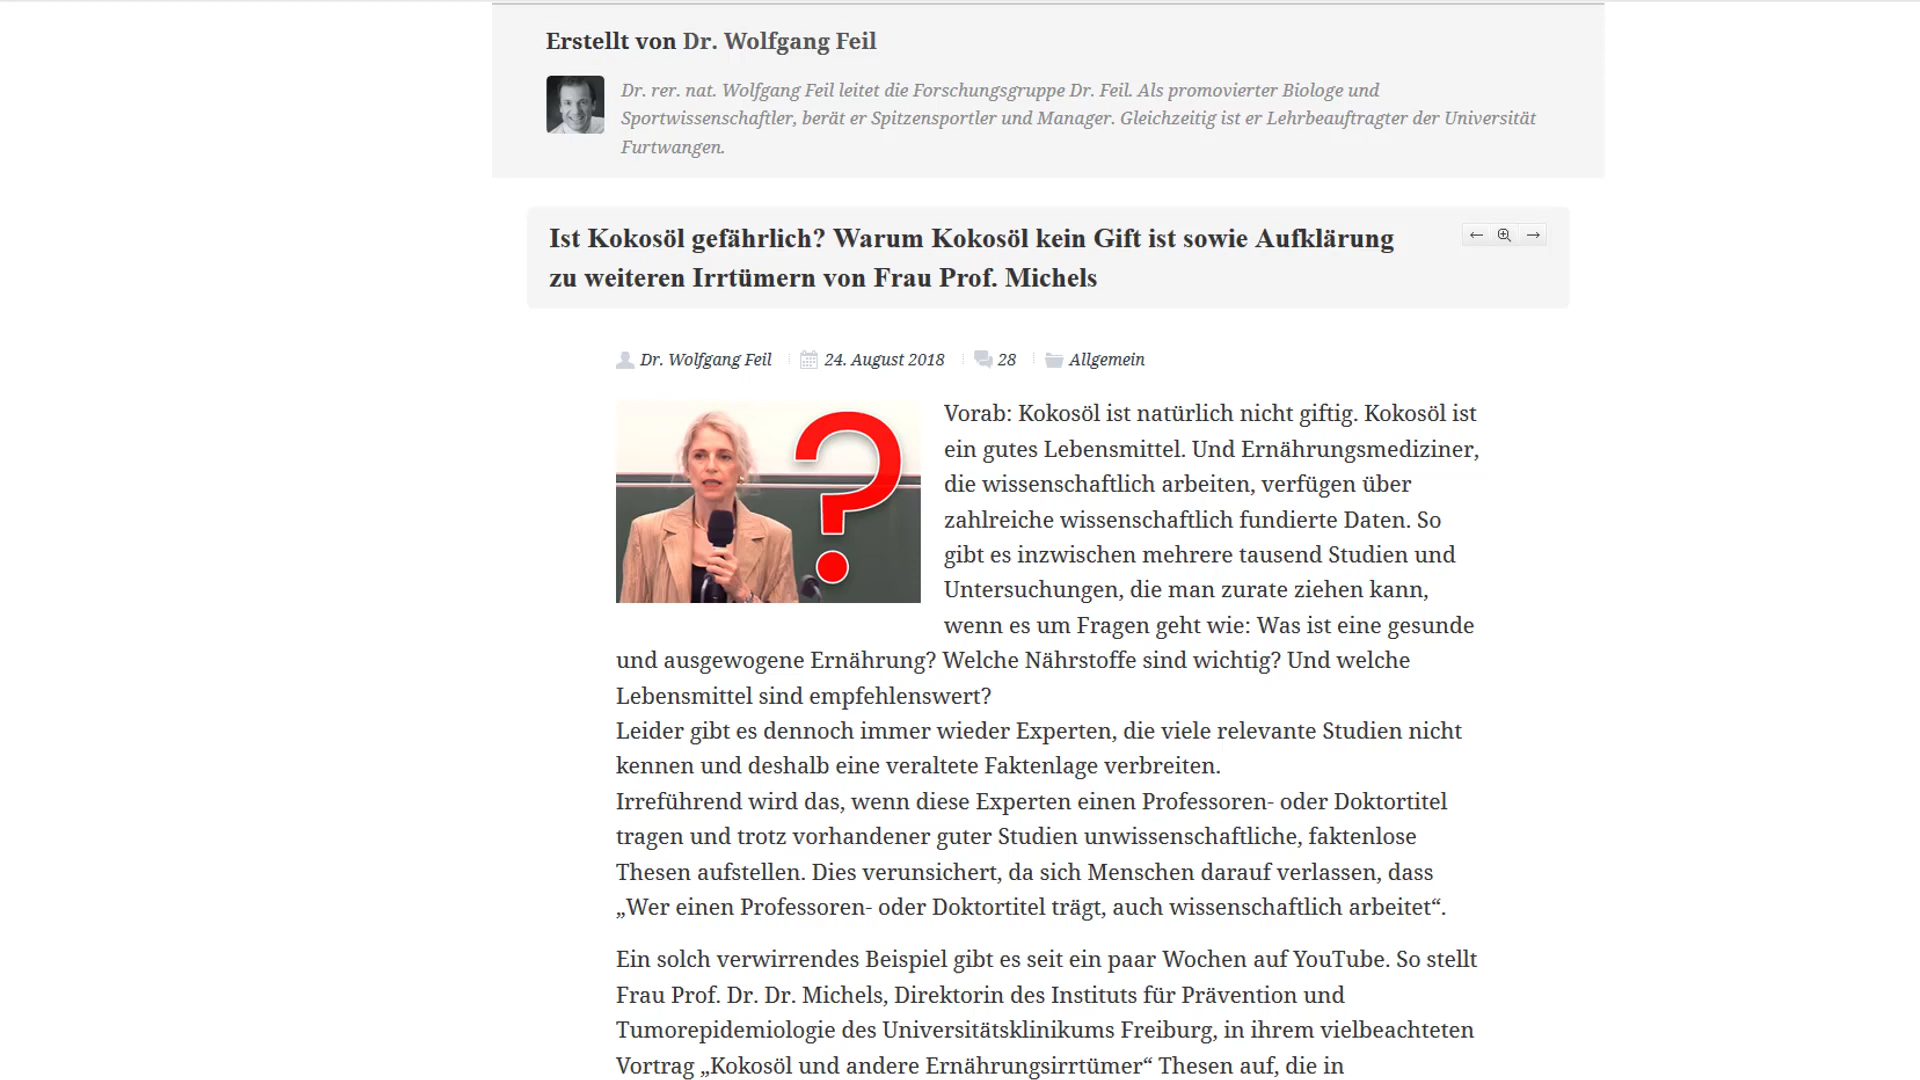 Erstellt von Dr. Wolfgang Feil
Dr. rer. nat. Wolfgang Feil leitet die Forschungsgruppe Dr. Feil. Als promovierter Biologe und
Sportwissenschaftler, berät er Spitzensportler und Manager. Gleichzeitig ist er Lehrbeauftragter der Universität
Furtwangen.
Ist Kokosöl gefährlich? Warum Kokosöl kein Gift ist sowie Aufklärung
zu weiteren Irrtümern von Frau Prof. Michels
Dr. Wolfgang Feil 24. August 2018 28 Allgemein
?
Vorab: Kokosöl ist natürlich nicht giftig. Kokosöl ist
ein gutes Lebensmittel. Und Ernährungsmediziner,
die wissenschaftlich arbeiten, verfügen über
zahlreiche wissenschaftlich fundierte Daten. So
gibt es inzwischen mehrere tausend Studien und
Untersuchungen, die man zurate ziehen kann,
wenn es um Fragen geht wie: Was ist eine gesunde
und ausgewogene Ernährung? Welche Nährstoffe sind wichtig? Und welche
Lebensmittel sind empfehlenswert?
Leider gibt es dennoch immer wieder Experten, die viele relevante Studien nicht
kennen und deshalb eine veraltete Faktenlage verbreiten.
Irreführend wird das, wenn diese Experten einen Professoren- oder Doktortitel
tragen und trotz vorhandener guter Studien unwissenschaftliche, faktenlose
Thesen aufstellen. Dies verunsichert, da sich Menschen darauf verlassen, dass
„Wer einen Professoren- oder Doktortitel trägt, auch wissenschaftlich arbeitet“.
Ein solch verwirrendes Beispiel gibt es seit ein paar Wochen auf YouTube. So stellt
Frau Prof. Dr. Dr. Michels, Direktorin des Instituts für Prävention und
Tumorepidemiologie des Universitätsklinikums Freiburg, in ihrem vielbeachteten
Vortrag „Kokosöl und andere Ernährungsirrtümer“ Thesen auf, die in